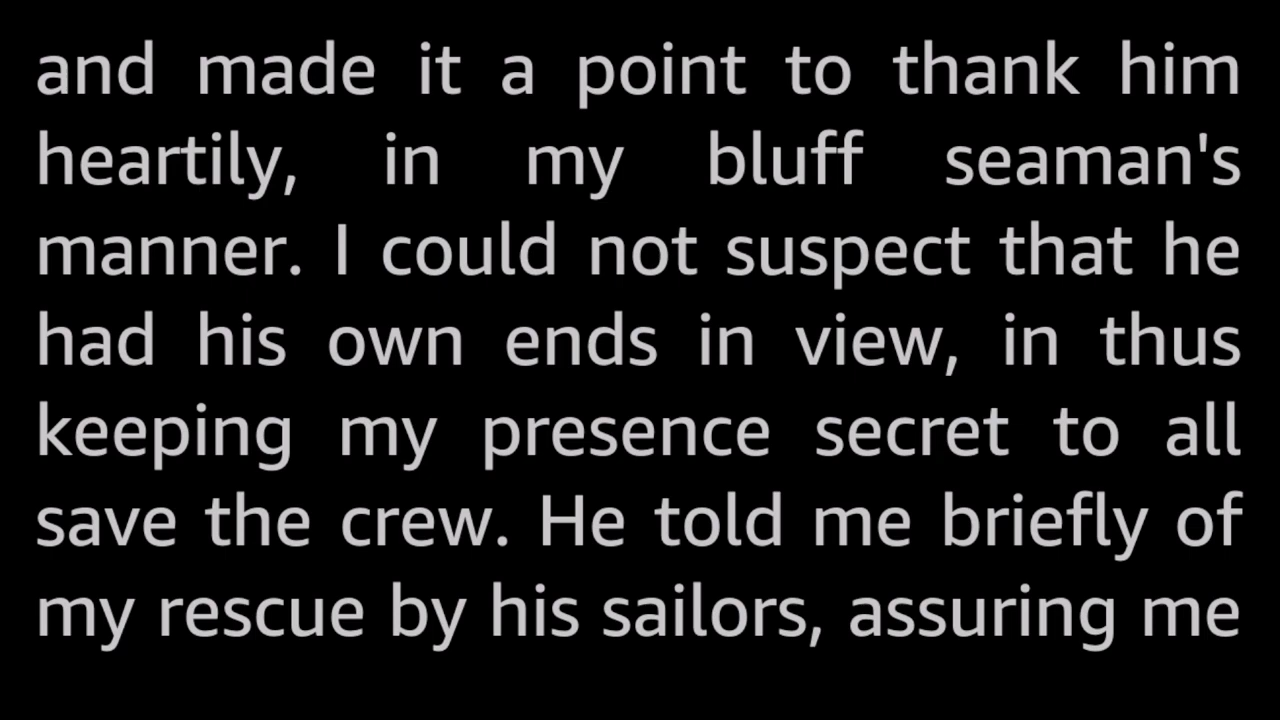 and made it a point to thank him
heartily, in my bluff seaman's
manner. I could not suspect that he
had his own ends in view, in thus
keeping my presence secret to all
save the crew. He told me briefly of
my rescue by his sailors, assuring me